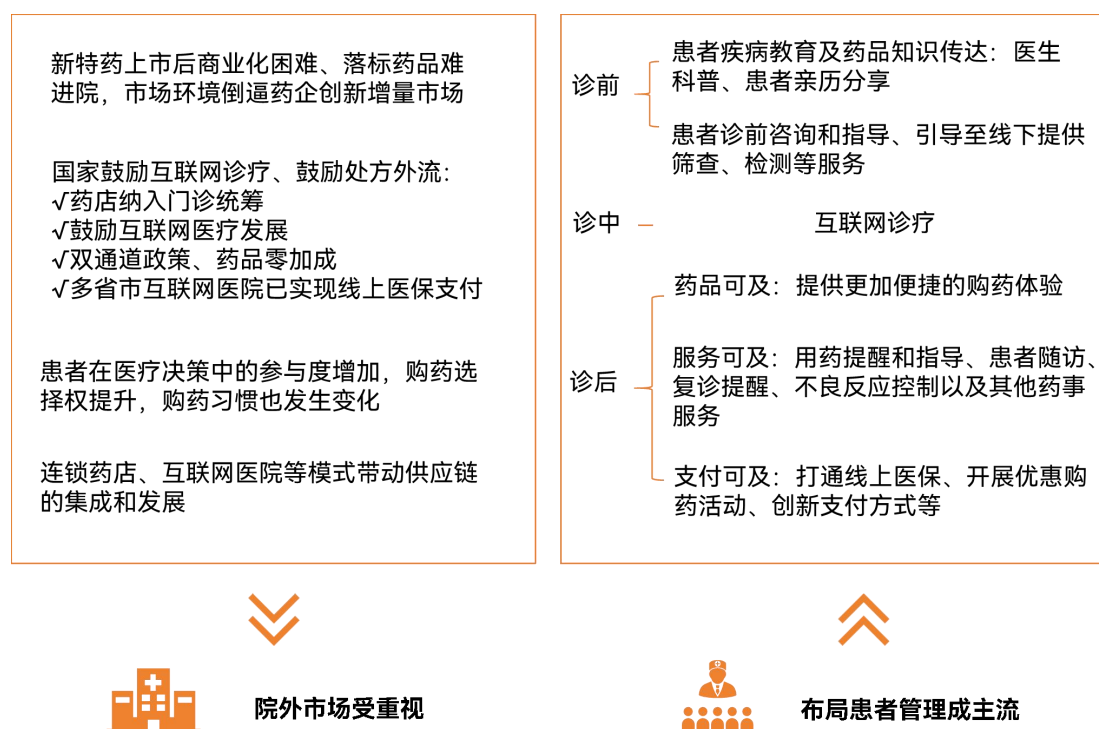 新特药上市后商业化困难、落标药品难
进院，市场环境倒逼药企创新增量市场
国家鼓励互联网诊疗、鼓励处方外流：
√药店纳入门诊统筹
√鼓励互联网医疗发展
√双通道政策、药品零加成
√多省市互联网医院已实现线上医保支付
患者在医疗决策中的参与度增加，购药选
择权提升，购药习惯也发生变化
连锁药店、互联网医院等模式带动供应链
的集成和发展
院外市场受重视
诊前
患者疾病教育及药品知识传达：医生
科普、患者亲历分享
患者诊前咨询和指导、引导至线下提供
筛查、检测等服务
诊中
互联网诊疗
诊后
药品可及：提供更加便捷的购药体验
服务可及：用药提醒和指导、患者随访、
复诊提醒、不良反应控制以及其他药事
服务
支付可及：打通线上医保、开展优惠购
药活动、创新支付方式等
布局患者管理成主流